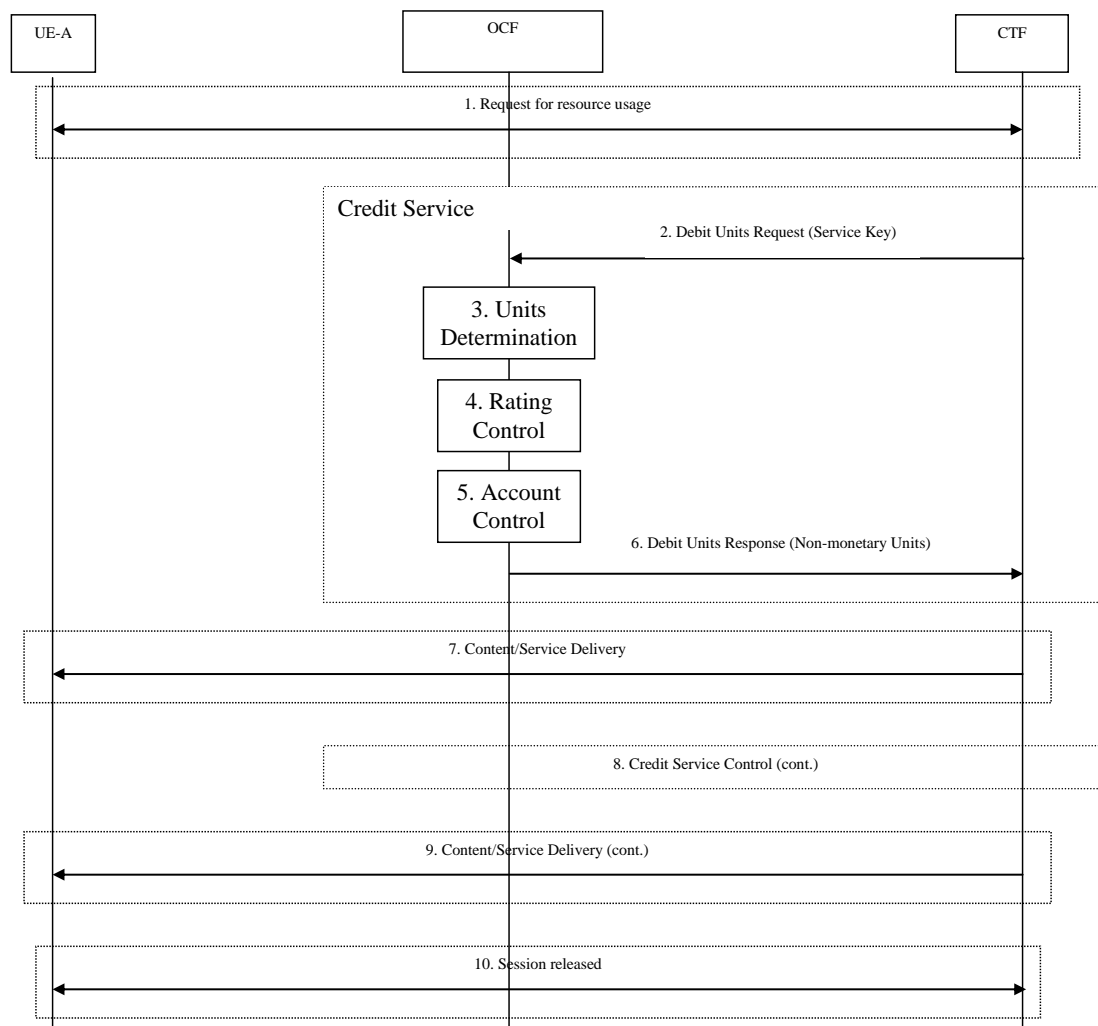 UE-A
OCF
CTF
1. Request for resource usage
Credit Service
2. Debit Units Request (Service Key)
3. Units
Determination
4. Rating
Control
5. Account
Control
6. Debit Units Response (Non-monetary Units)
7. Content/Service Delivery
8. Credit Service Control (cont.)
9. Content/Service Delivery (cont.)
10. Session released